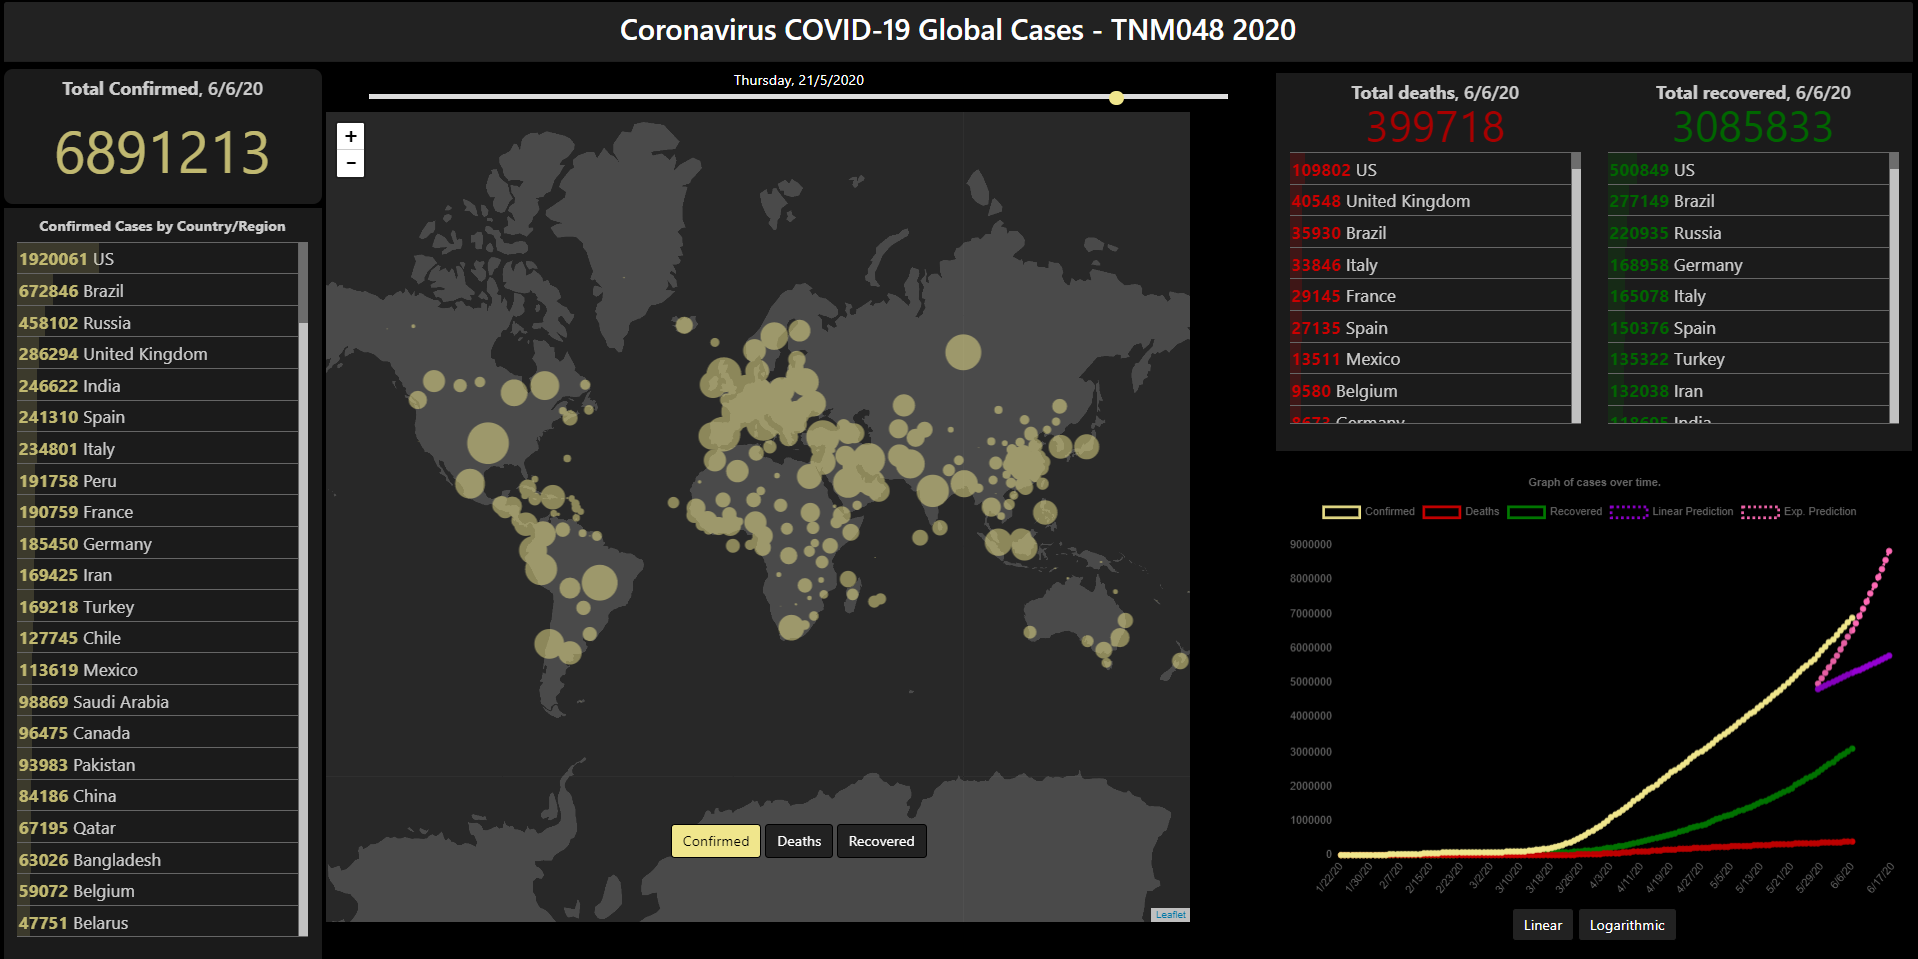 Coronavirus COVID-19 Global Cases - TNM048 2020
Total Confirmed, 6/6/20
6891213
Confirmed Cases by Country/Region
1920061 US
672846 Brazil
458102 Russia
286294 United Kingdom
246622 India
241310 Spain
234801 Italy
191758 Peru
190759 France
185450 Germany
169425 Iran
169218 Turkey
127745 Chile
113619 Mexico
98869 Saudi Arabia
96475 Canada
93983 Pakistan
84186 China
67195 Qatar
63026 Bangladesh
59072 Belgium
47751 Belarus
Thursday, 21/5/2020
+
−
Confirmed
Deaths
Recovered
Leaflet
Total deaths, 6/6/20
399718
109802 US
40548 United Kingdom
35930 Brazil
33846 Italy
29145 France
27135 Spain
13511 Mexico
9580 Belgium
8673 Germany
Total recovered, 6/6/20
3085833
500849 US
277149 Brazil
220935 Russia
168958 Germany
165078 Italy
150376 Spain
135322 Turkey
132038 Iran
118695 India
Graph of cases over time.
Confirmed Deaths Recovered Linear Prediction Exp. Prediction
9000000
8000000
7000000
6000000
5000000
4000000
3000000
2000000
1000000
0
1/22/20 1/30/20 2/7/20 2/15/20 2/23/20 3/2/20 3/10/20 3/18/20 3/26/20 4/3/20 4/11/20 4/19/20 4/27/20 5/5/20 5/13/20 5/21/20 5/29/20 6/6/20 6/17/20
Linear
Logarithmic